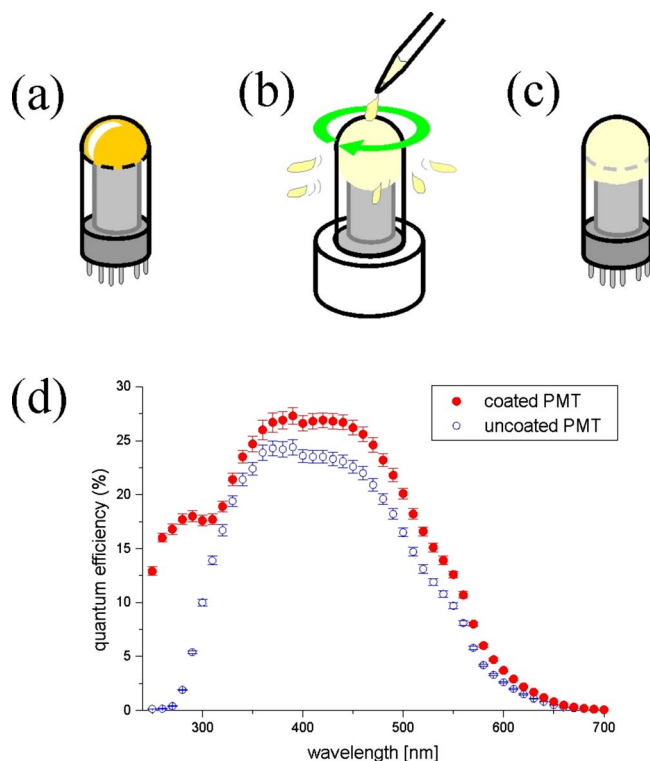 (a)
(b)
(c)
(d)
30
25
20
15
10
5
0
quantum efficiency (%)
coated PMT
uncoated PMT
300
400
500
600
700
wavelength [nm]